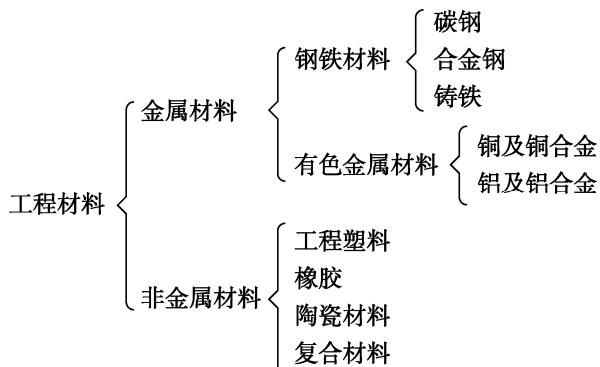 碳钢
钢铁材料
合金钢
铸铁
金属材料
铜及铜合金
有色金属材料
铝及铝合金
工程材料
工程塑料
橡胶
非金属材料
陶瓷材料
复合材料